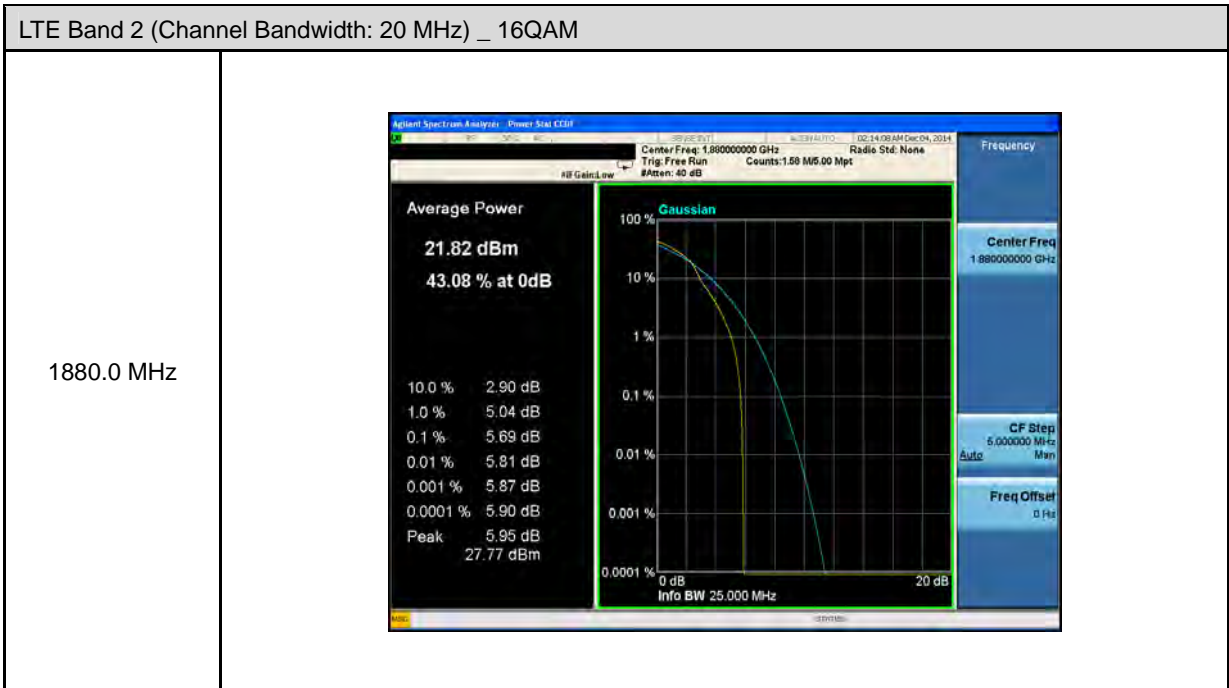 LTE Band 2 (Channel Bandwidth: 20 MHz) _ 16QAM
1880.0 MHz
Agilent Spectrum Analyzer Power Stat CCDF
02:14:08 AM Dec 04, 2014
Center Freq: 1.880000000 GHz
Radio Std: None
Trig: Free Run
Counts:1.58 M/5.00 Mpt
#IFGain:Low
#Atten: 40 dB
Average Power
21.82 dBm
43.08 % at 0dB
10.0 % 2.90 dB
1.0 % 5.04 dB
0.1 % 5.69 dB
0.01 % 5.81 dB
0.001 % 5.87 dB
0.0001 % 5.90 dB
Peak 5.95 dB
27.77 dBm
Gaussian
100 %
10 %
1 %
0.1 %
0.01 %
0.001 %
0.0001 %
0 dB
20 dB
Info BW 25.000 MHz
Frequency
Center Freq
1.880000000 GHz
CF Step
5.000000 MHz
Auto Man
Freq Offset
0 Hz
MSG
STATUS